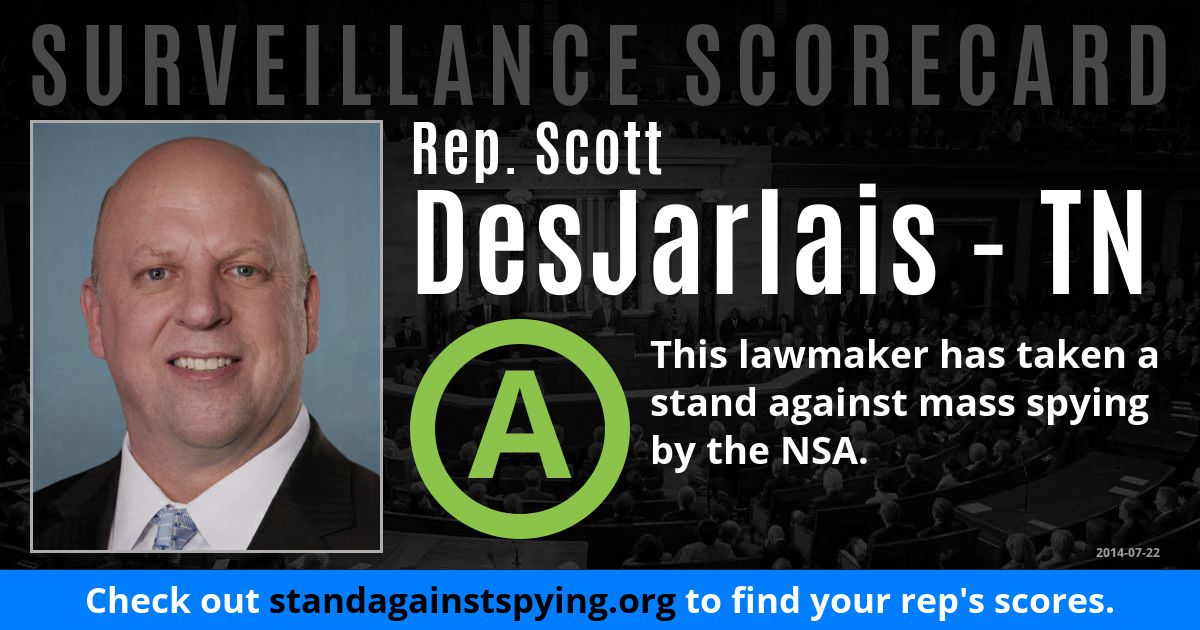 SURVEILLANCE SCORECARD
Rep. Scott
DesJarlais - TN
A
This lawmaker has taken a
stand against mass spying
by the NSA.
2014-07-22
Check out standagainstspying.org to find your rep's scores.